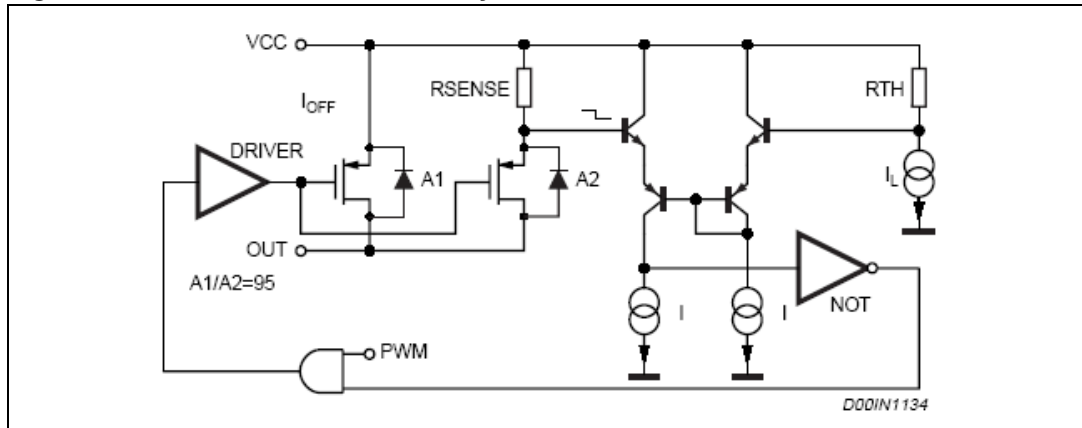 VCC
RSENSE
RTH
IOFF
DRIVER
A1
A2
IL
OUT
A1/A2=95
I
I
NOT
PWM
D00IN1134